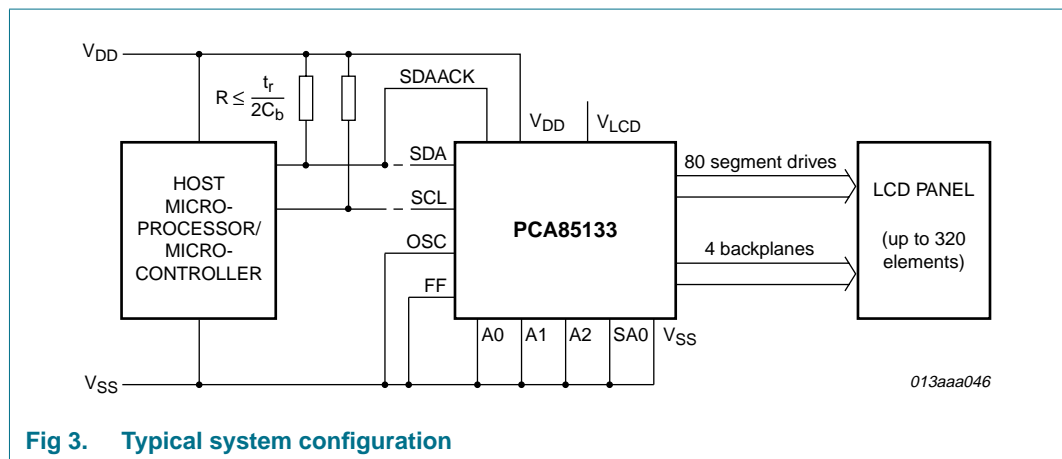 VDD
SDAACK
R ≤ tr
2Cb
VDD
VLCD
SDA
SCL
OSC
FF
HOST
MICRO-
PROCESSOR/
MICRO-
CONTROLLER
PCA85133
80 segment drives
4 backplanes
LCD PANEL
(up to 320
elements)
A0 A1 A2 SA0 VSS
VSS
013aaa046
Fig 3. Typical system configuration